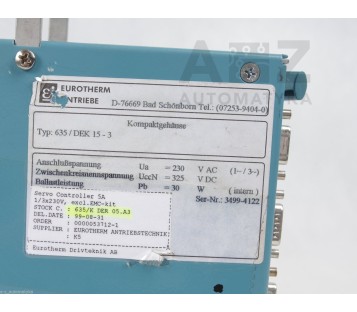 A Z
AUTOMATIKA
EUROTHERM
ANTRIEBE
D-76669 Bad Schönborn Tel.: (07253-9404-0)
Kompaktgehäuse
Typ: 635 / DEK 15 - 3
Anschlußspannung Ua = 230 V AC (1~/ 3~)
Zwischenkreisnennspannung UccN = 325 V DC
Ballastleistung Pb = 30 W (intern)
Ser-Nr.: 3499-4122
Servo Controller 5A
1/3x230V, excl.EMC-kit
STOCK C. : 635/K DER 05.A3
DEL.DATE : 99-08-31
ORDER : 0000053712-1
SUPPLIER : EUROTHERM ANTRIEBSTECHNIK
: K5
Eurotherm Drivteknik AB